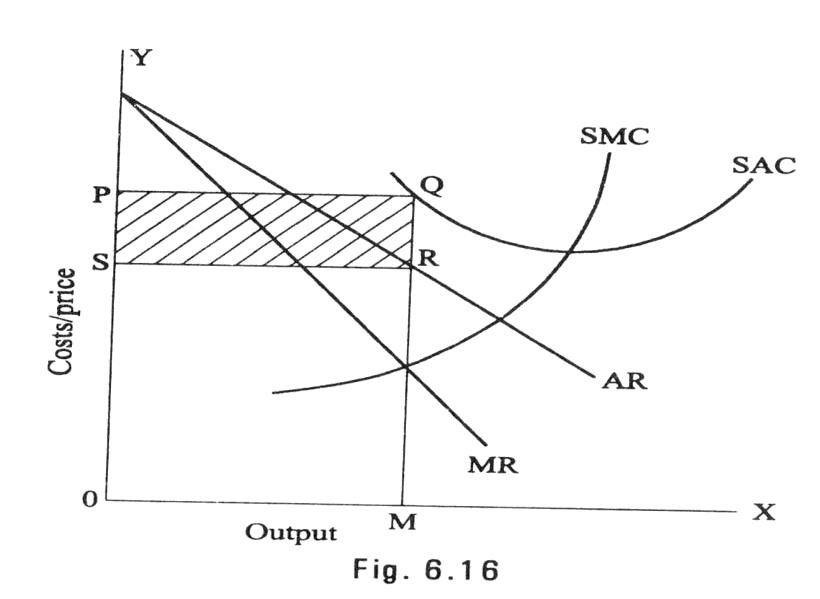 Y
SMC
SAC
P
Q
S
R
Costs/price
AR
MR
0
M
X
Output
Fig. 6.16